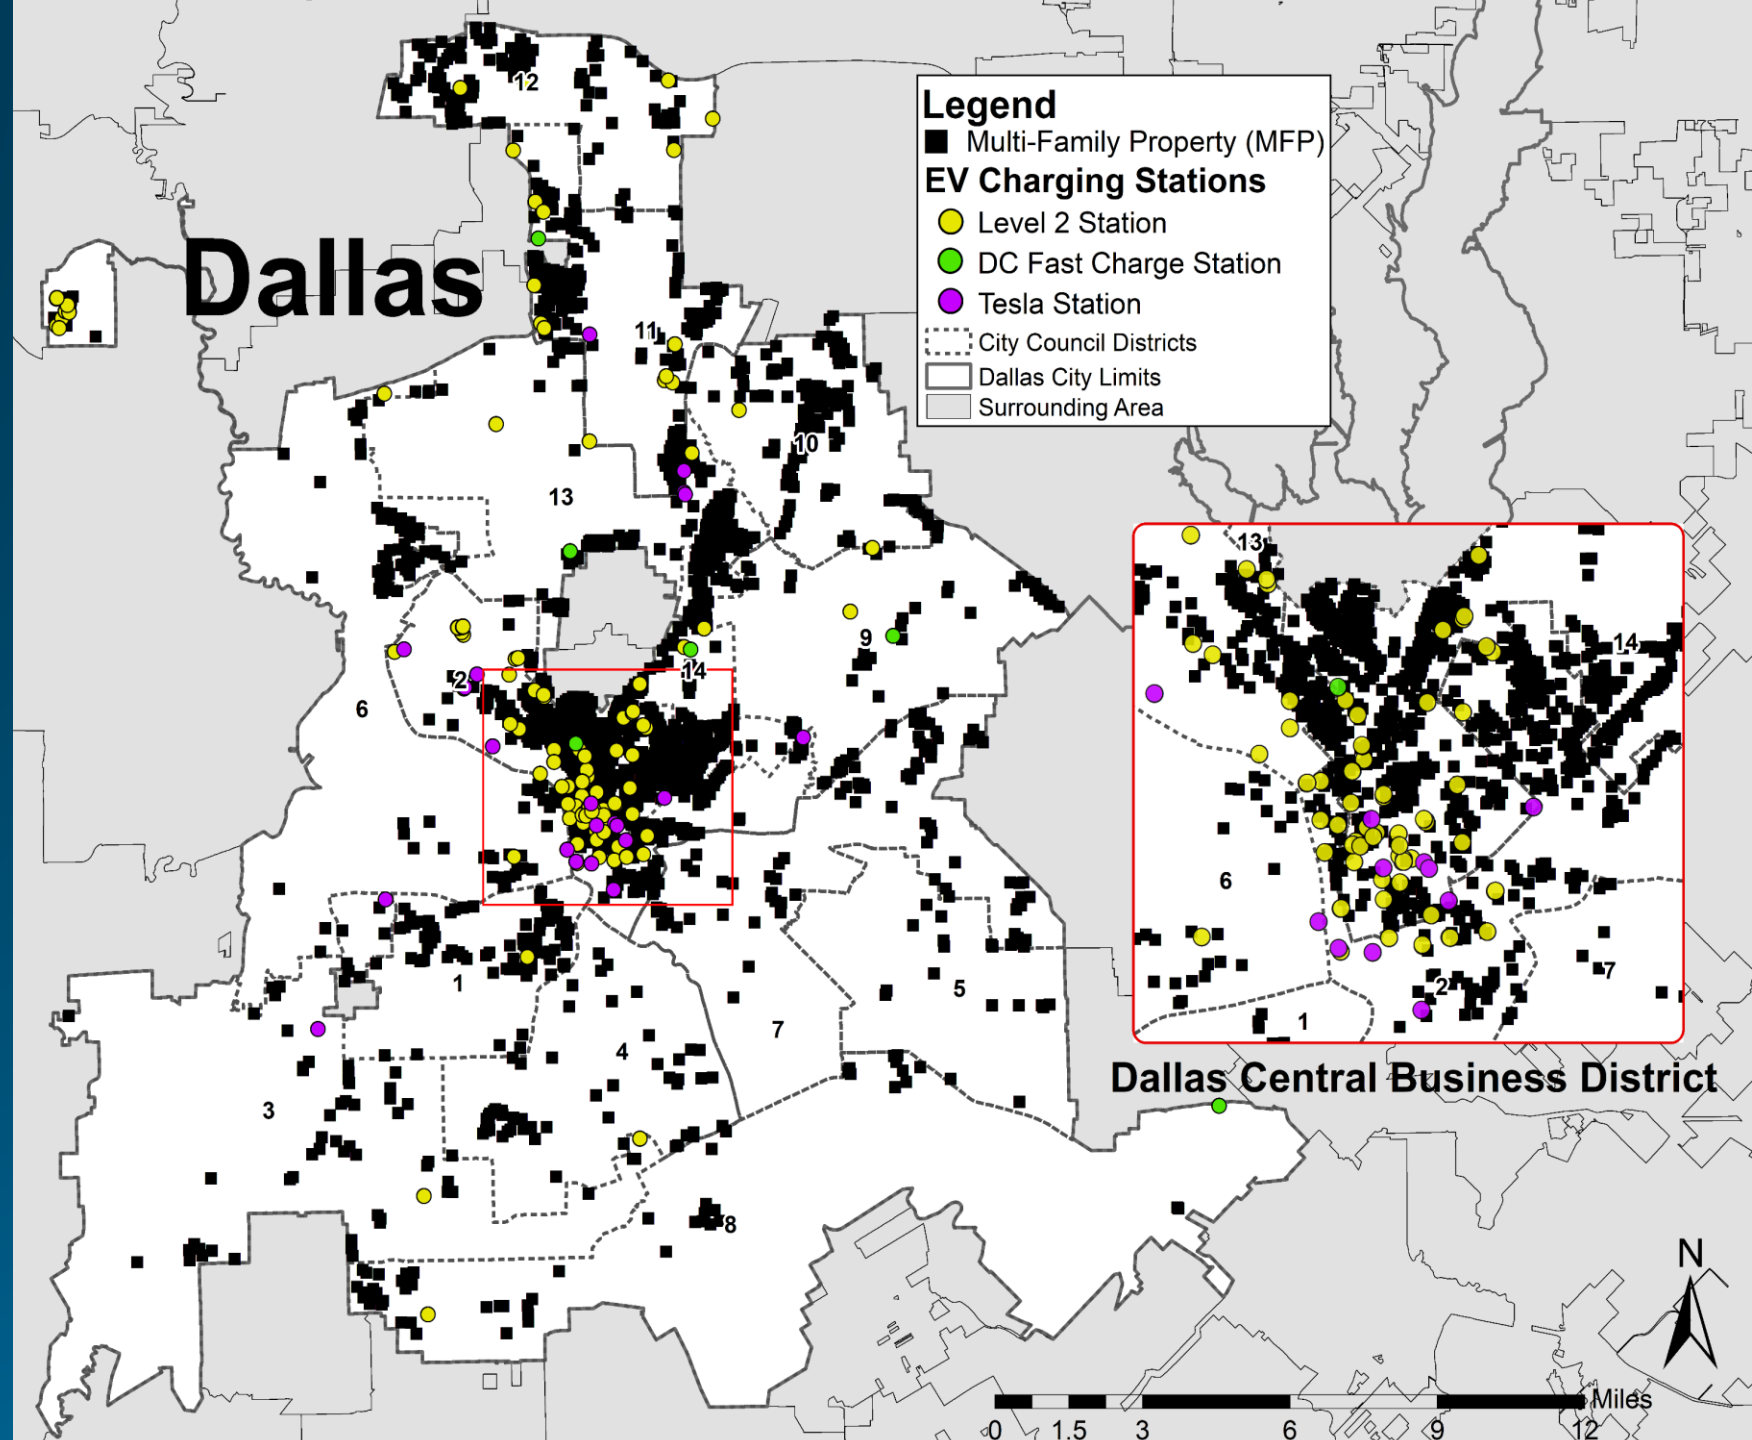 12
Legend
Multi-Family Property (MFP)
EV Charging Stations
Level 2 Station
DC Fast Charge Station
Tesla Station
City Council Districts
Dallas City Limits
Surrounding Area
Dallas
11
10
13
9
14
2
6
13
14
6
7
2
1
Dallas Central Business District
1
5
7
4
3
8
N
Miles
0 1.5 3 6 9 12